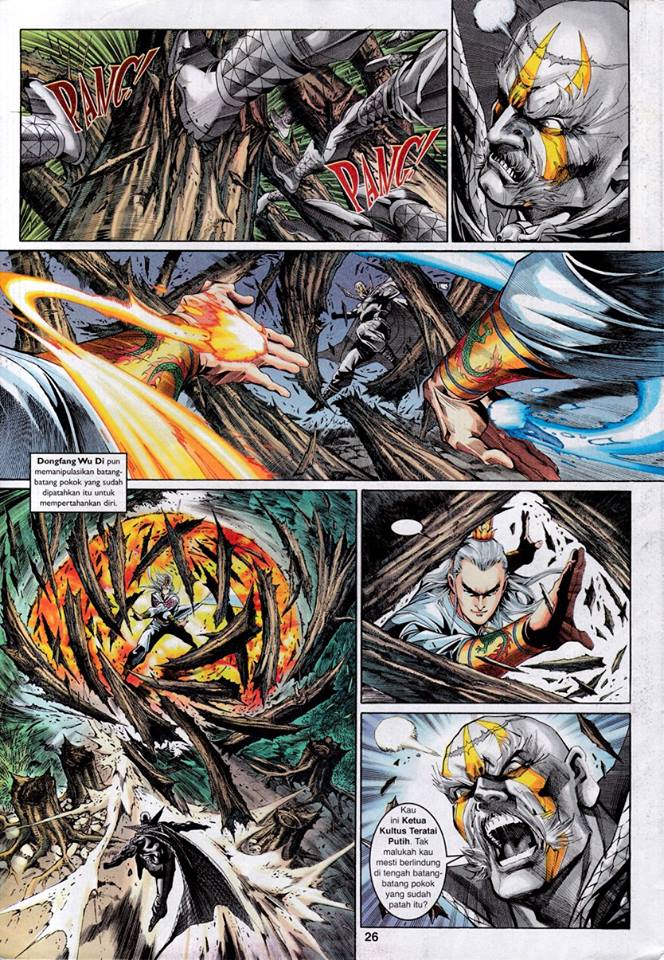 PANG!
PANG!
Dongfang Wu Di pun
memanipulasikan batang-
batang pokok yang sudah
dipatahkan itu untuk
mempertahankan diri.
Kau
ini Ketua
Kultus Teratai
Putih. Tak
malukah kau
mesti berlindung
di tengah batang-
batang pokok
yang sudah
patah itu?
26